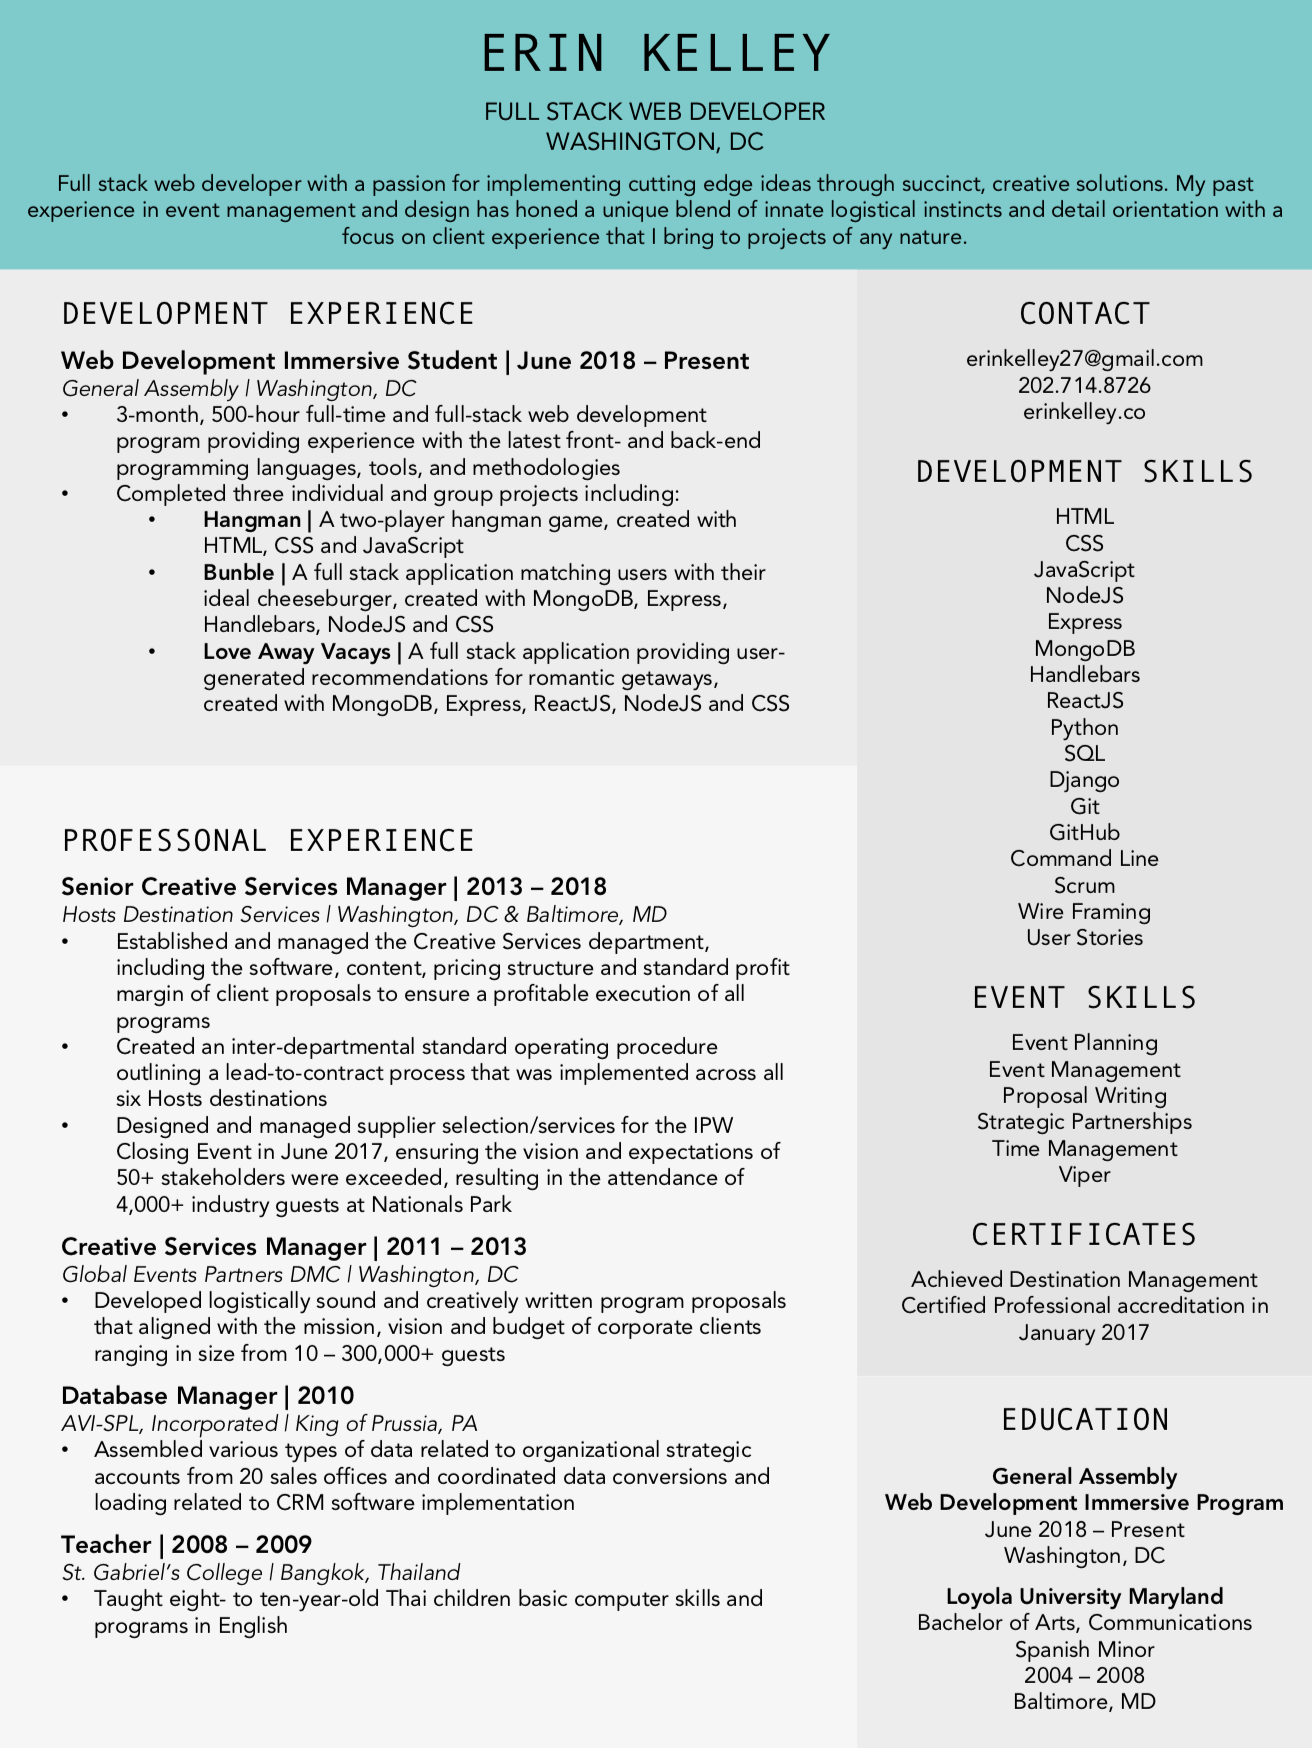 ERIN KELLEY
FULL STACK WEB DEVELOPER
WASHINGTON, DC
Full stack web developer with a passion for implementing cutting edge ideas through succinct, creative solutions. My past
experience in event management and design has honed a unique blend of innate logistical instincts and detail orientation with a
focus on client experience that I bring to projects of any nature.
DEVELOPMENT EXPERIENCE
Web Development Immersive Student | June 2018 – Present
General Assembly | Washington, DC
• 3-month, 500-hour full-time and full-stack web development
program providing experience with the latest front- and back-end
programming languages, tools, and methodologies
• Completed three individual and group projects including:
• Hangman | A two-player hangman game, created with
HTML, CSS and JavaScript
• Bunble | A full stack application matching users with their
ideal cheeseburger, created with MongoDB, Express,
Handlebars, NodeJS and CSS
• Love Away Vacays | A full stack application providing user-
generated recommendations for romantic getaways,
created with MongoDB, Express, ReactJS, NodeJS and CSS
PROFESSONAL EXPERIENCE
Senior Creative Services Manager | 2013 – 2018
Hosts Destination Services | Washington, DC & Baltimore, MD
• Established and managed the Creative Services department,
including the software, content, pricing structure and standard profit
margin of client proposals to ensure a profitable execution of all
programs
• Created an inter-departmental standard operating procedure
outlining a lead-to-contract process that was implemented across all
six Hosts destinations
• Designed and managed supplier selection/services for the IPW
Closing Event in June 2017, ensuring the vision and expectations of
50+ stakeholders were exceeded, resulting in the attendance of
4,000+ industry guests at Nationals Park
Creative Services Manager | 2011 – 2013
Global Events Partners DMC | Washington, DC
• Developed logistically sound and creatively written program proposals
that aligned with the mission, vision and budget of corporate clients
ranging in size from 10 – 300,000+ guests
Database Manager | 2010
AVI-SPL, Incorporated | King of Prussia, PA
• Assembled various types of data related to organizational strategic
accounts from 20 sales offices and coordinated data conversions and
loading related to CRM software implementation
Teacher | 2008 – 2009
St. Gabriel’s College | Bangkok, Thailand
• Taught eight- to ten-year-old Thai children basic computer skills and
programs in English
CONTACT
erinkelley27@gmail.com
202.714.8726
erinkelley.co
DEVELOPMENT SKILLS
HTML
CSS
JavaScript
NodeJS
Express
MongoDB
Handlebars
ReactJS
Python
SQL
Django
Git
GitHub
Command Line
Scrum
Wire Framing
User Stories
EVENT SKILLS
Event Planning
Event Management
Proposal Writing
Strategic Partnerships
Time Management
Viper
CERTIFICATES
Achieved Destination Management
Certified Professional accreditation in
January 2017
EDUCATION
General Assembly
Web Development Immersive Program
June 2018 – Present
Washington, DC
Loyola University Maryland
Bachelor of Arts, Communications
Spanish Minor
2004 – 2008
Baltimore, MD